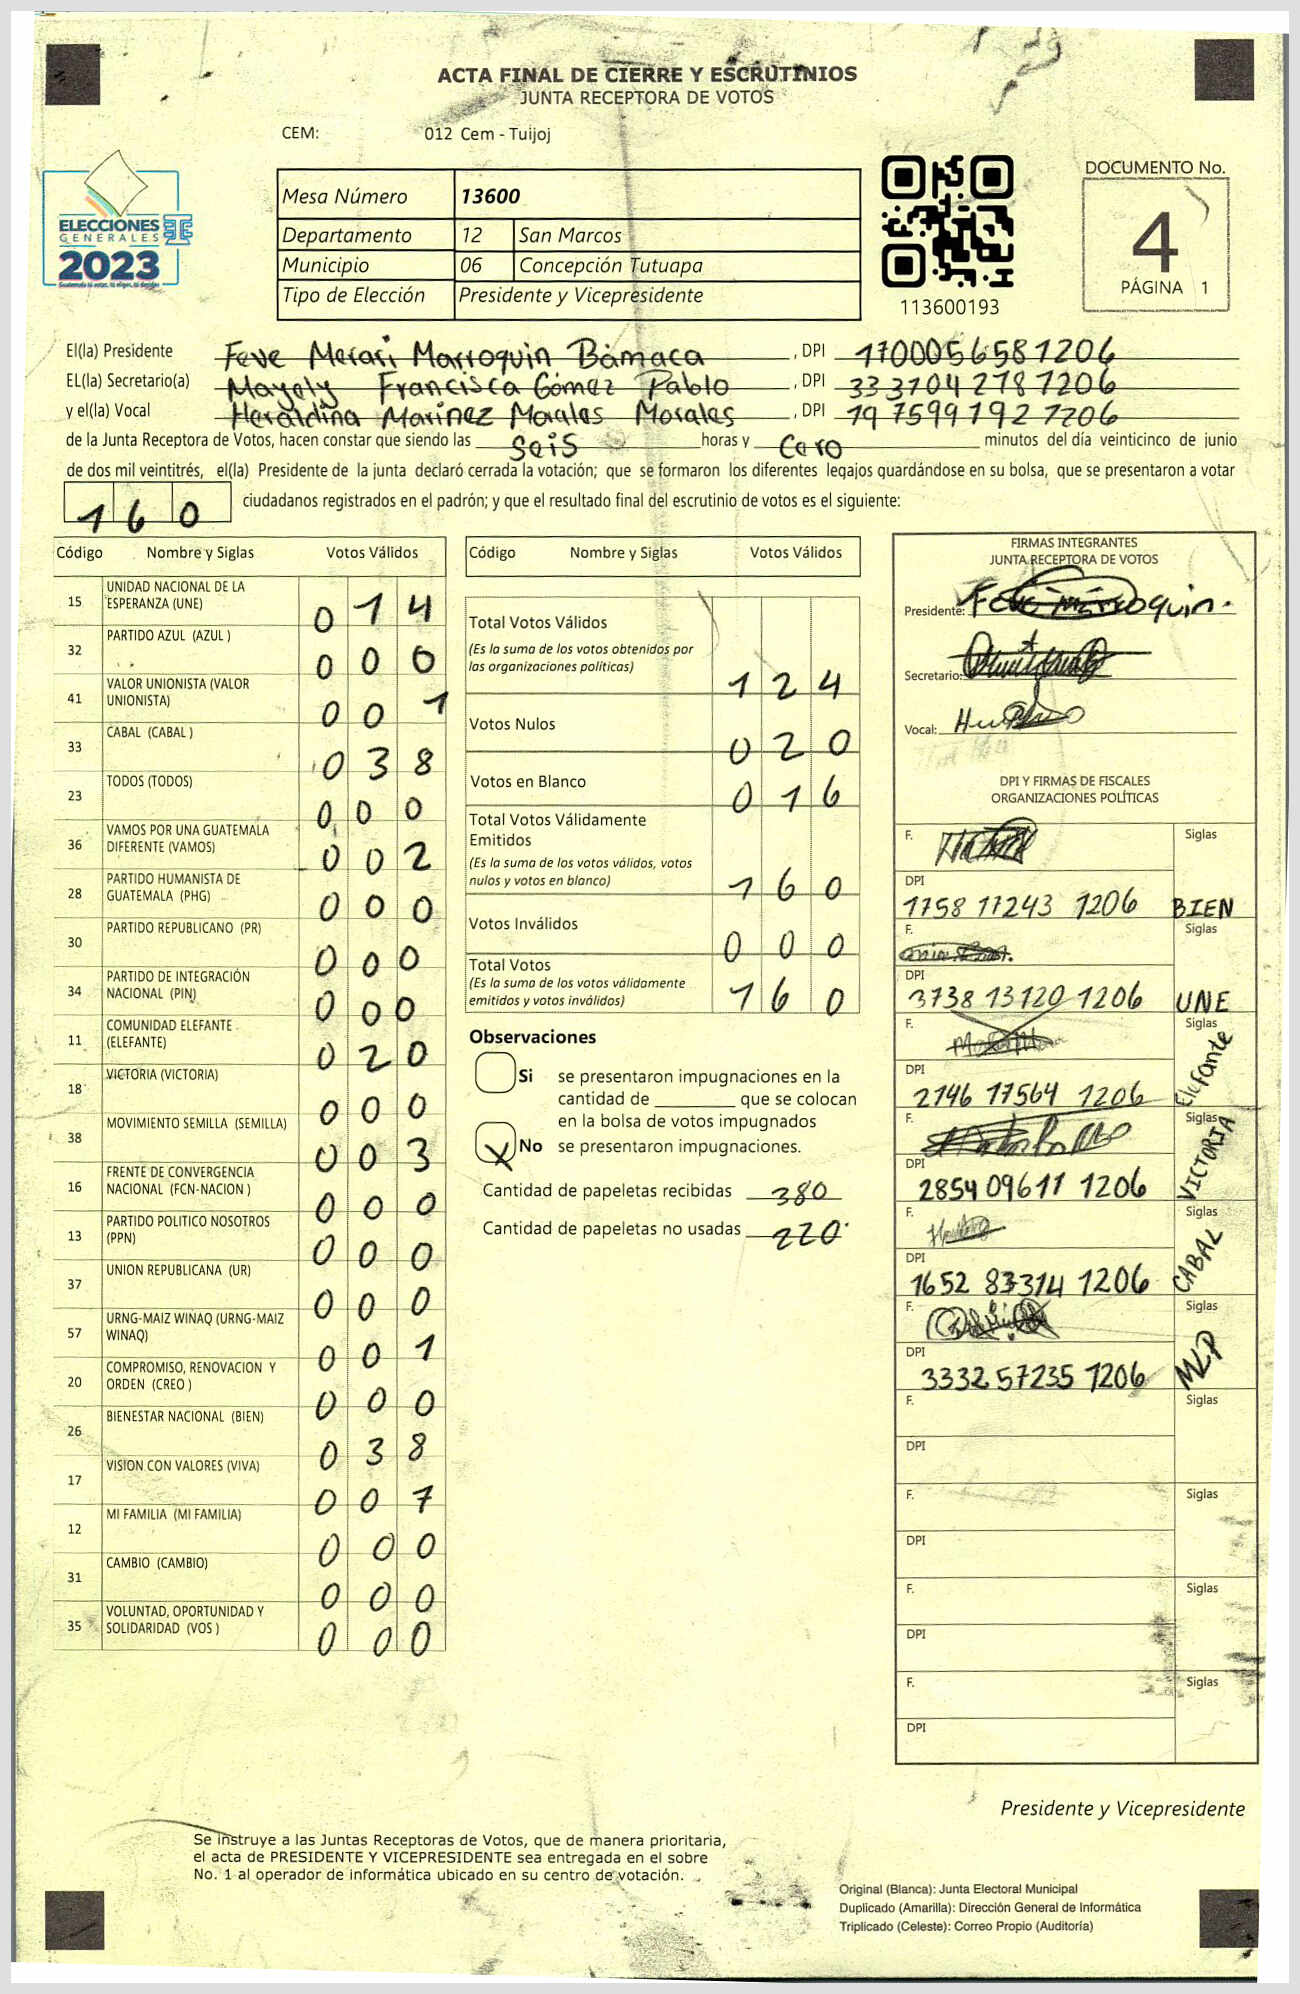 ACTA FINAL DE CIERRE Y ESCRUTINIOS
JUNTA RECEPTORA DE VOTOS
CEM: 012 Cem - Tuijoj
ELECCIONES
GENERALES
2023
Mesa Número 13600
Departamento 12 San Marcos
Municipio 06 Concepción Tutuapa
Tipo de Elección Presidente y Vicepresidente
113600193
DOCUMENTO No.
4
PÁGINA 1
El(la) Presidente Feve Merari Marroquin Bámaca , DPI 1700056581206
EL(la) Secretario(a) Mayely Francisca Gómez Pablo , DPI 3331042781206
y el(la) Vocal Heraldina Marinez Morales Morales , DPI 1975991921206
de la Junta Receptora de Votos, hacen constar que siendo las seis horas y cero minutos del día veinticinco de junio
de dos mil veintitrés, el(la) Presidente de la junta declaró cerrada la votación; que se formaron los diferentes legajos guardándose en su bolsa, que se presentaron a votar
160 ciudadanos registrados en el padrón; y que el resultado final del escrutinio de votos es el siguiente:
Código Nombre y Siglas Votos Válidos
15 UNIDAD NACIONAL DE LA ESPERANZA (UNE) 014
32 PARTIDO AZUL (AZUL ) 000
41 VALOR UNIONISTA (VALOR UNIONISTA) 001
33 CABAL (CABAL ) 038
23 TODOS (TODOS) 000
36 VAMOS POR UNA GUATEMALA DIFERENTE (VAMOS) 002
28 PARTIDO HUMANISTA DE GUATEMALA (PHG) 000
30 PARTIDO REPUBLICANO (PR) 000
34 PARTIDO DE INTEGRACIÓN NACIONAL (PIN) 000
11 COMUNIDAD ELEFANTE (ELEFANTE) 020
18 VICTORIA (VICTORIA) 000
38 MOVIMIENTO SEMILLA (SEMILLA) 003
16 FRENTE DE CONVERGENCIA NACIONAL (FCN-NACION ) 000
13 PARTIDO POLITICO NOSOTROS (PPN) 000
37 UNION REPUBLICANA (UR) 000
57 URNG-MAIZ WINAQ (URNG-MAIZ WINAQ) 001
20 COMPROMISO, RENOVACION Y ORDEN (CREO ) 000
26 BIENESTAR NACIONAL (BIEN) 038
17 VISION CON VALORES (VIVA) 007
12 MI FAMILIA (MI FAMILIA) 000
31 CAMBIO (CAMBIO) 000
35 VOLUNTAD, OPORTUNIDAD Y SOLIDARIDAD (VOS ) 000
Código Nombre y Siglas Votos Válidos
Total Votos Válidos 124
(Es la suma de los votos obtenidos por
las organizaciones políticas)
Votos Nulos 020
Votos en Blanco 016
Total Votos Válidamente
Emitidos 160
(Es la suma de los votos válidos, votos
nulos y votos en blanco)
Votos Inválidos 000
Total Votos 160
(Es la suma de los votos válidamente
emitidos y votos inválidos)
Observaciones
Si se presentaron impugnaciones en la
cantidad de ________ que se colocan
en la bolsa de votos impugnados
X No se presentaron impugnaciones.
Cantidad de papeletas recibidas 380
Cantidad de papeletas no usadas 220
FIRMAS INTEGRANTES
JUNTA RECEPTORA DE VOTOS
Presidente:
Secretario:
Vocal:
DPI Y FIRMAS DE FISCALES
ORGANIZACIONES POLÍTICAS
F. Siglas
DPI
1758 17243 1206 BIEN
F. Siglas
DPI
3738 13120 1206 UNE
F. Siglas
DPI
2146 17564 1206 Elefante
F. Siglas
DPI
2854 09611 1206 VICTORIA
F. Siglas
DPI
1652 83314 1206 CABAL
F. Siglas
DPI
3332 57235 1206 MLP
F. Siglas
DPI
F. Siglas
DPI
F. Siglas
DPI
F. Siglas
DPI
Presidente y Vicepresidente
Se instruye a las Juntas Receptoras de Votos, que de manera prioritaria,
el acta de PRESIDENTE Y VICEPRESIDENTE sea entregada en el sobre
No. 1 al operador de informática ubicado en su centro de votación.
Original (Blanca): Junta Electoral Municipal
Duplicado (Amarilla): Dirección General de Informática
Triplicado (Celeste): Correo Propio (Auditoría)